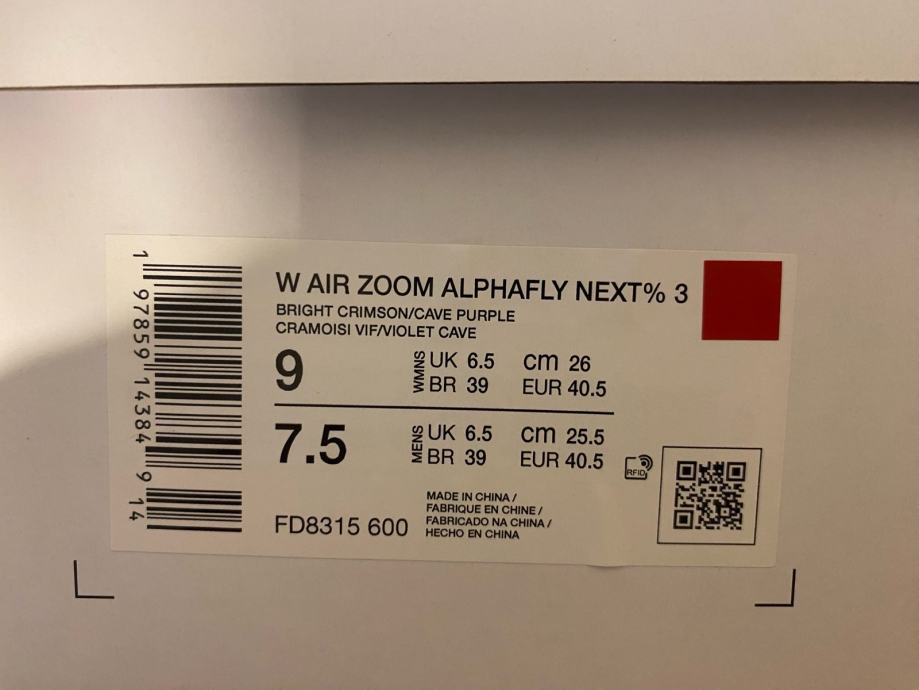 W AIR ZOOM ALPHAFLY NEXT% 3
BRIGHT CRIMSON/CAVE PURPLE
CRAMOISI VIF/VIOLET CAVE
9 WMNS UK 6.5 cm 26
BR 39 EUR 40.5
7.5 MENS UK 6.5 cm 25.5
BR 39 EUR 40.5
RFID
FD8315 600
MADE IN CHINA /
FABRIQUE EN CHINE /
FABRICADO NA CHINA /
HECHO EN CHINA
1 97859 14384 9 14